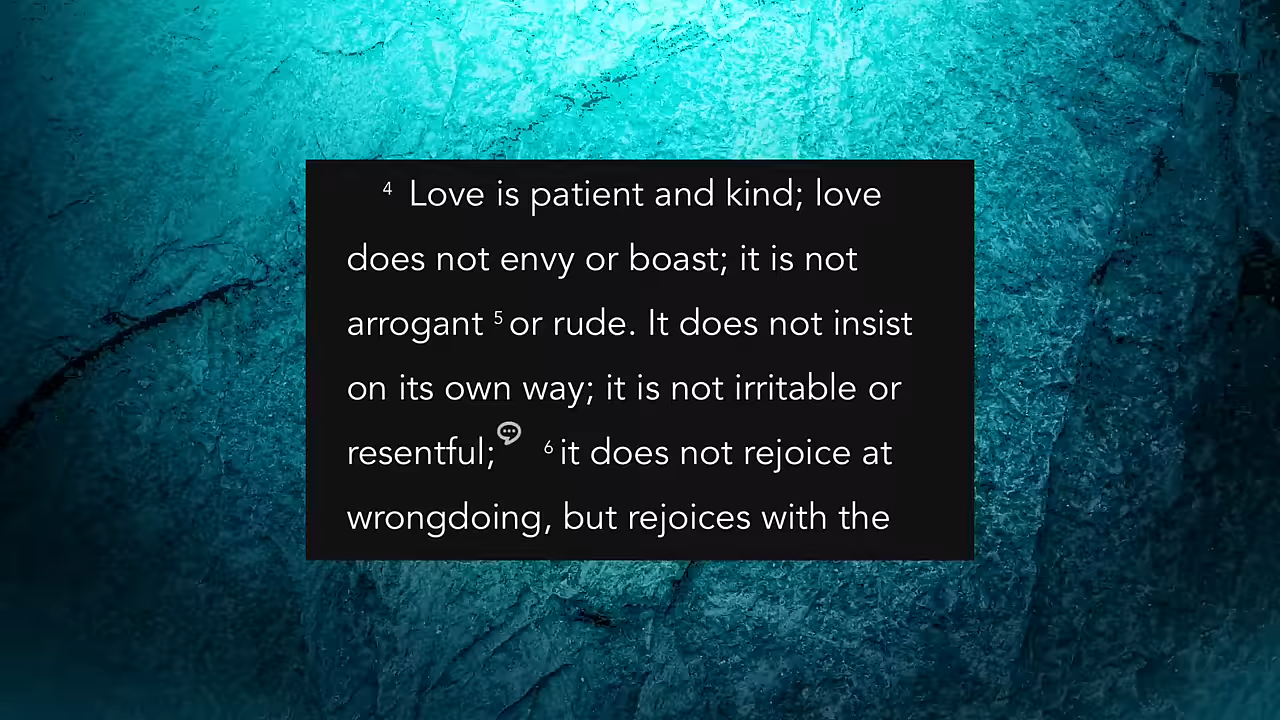 4 Love is patient and kind; love
does not envy or boast; it is not
arrogant 5 or rude. It does not insist
on its own way; it is not irritable or
resentful; 6 it does not rejoice at
wrongdoing, but rejoices with the